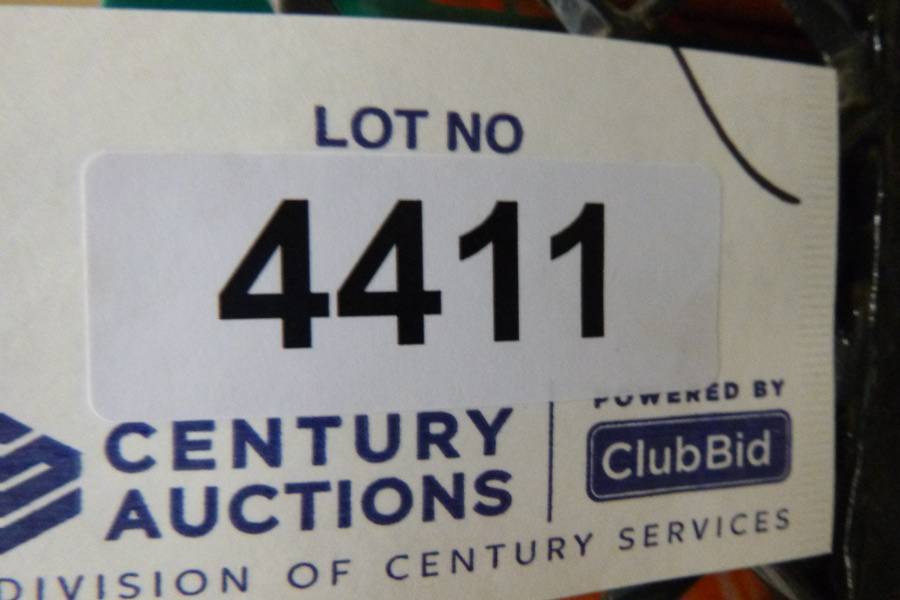 LOT NO
4411
CENTURY
AUCTIONS
POWERED BY
ClubBid
DIVISION OF CENTURY SERVICES